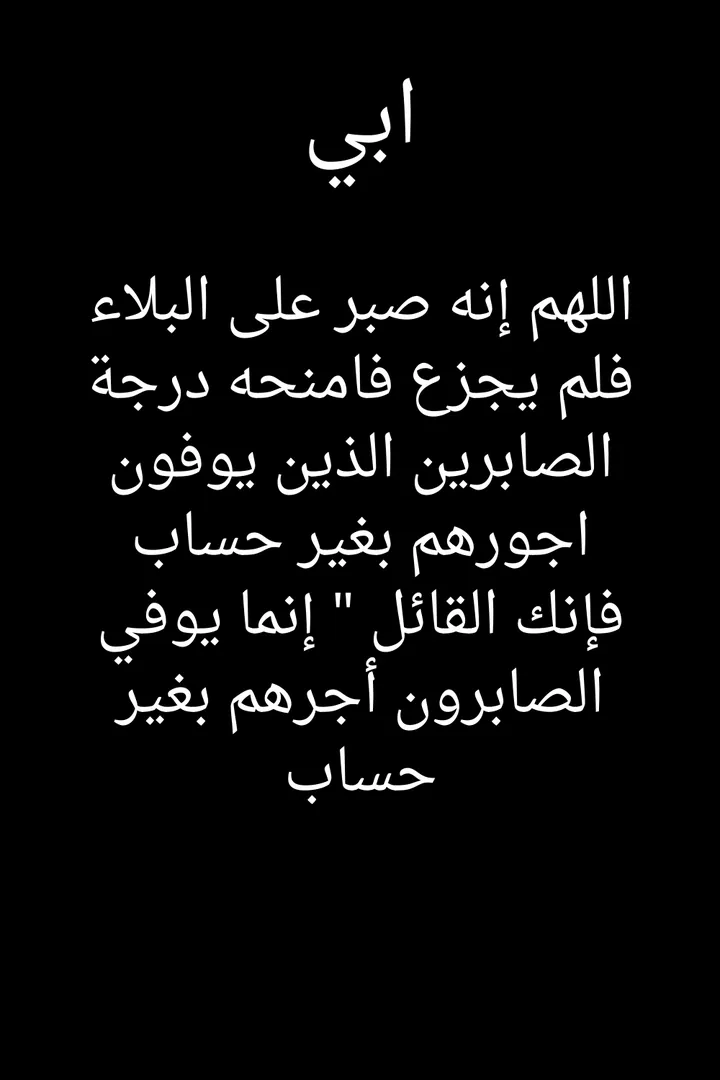 ابي
اللهم إنه صبر على البلاء
فلم يجزع فامنحه درجة
الصابرين الذين يوفون
اجورهم بغير حساب
فإنك القائل " إنما يوفي
الصابرون أجرهم بغير
حساب